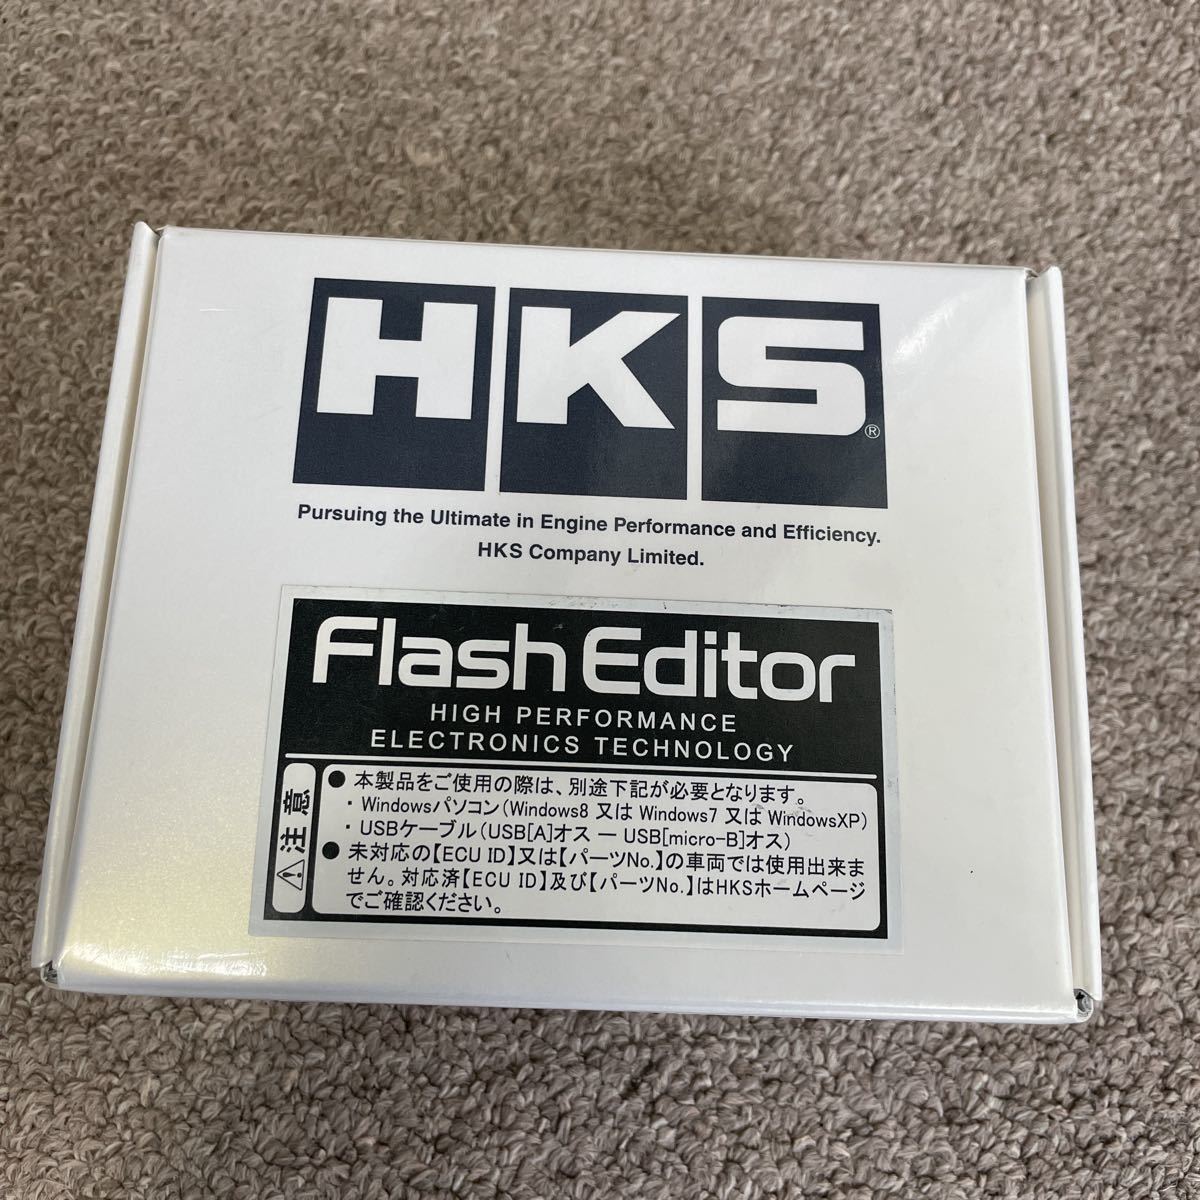 HKS®
Pursuing the Ultimate in Engine Performance and Efficiency.
HKS Company Limited.
Flash Editor
HIGH PERFORMANCE
ELECTRONICS TECHNOLOGY
注意
● 本製品をご使用の際は、別途下記が必要となります。
・Windowsパソコン(Windows8 又は Windows7 又は WindowsXP)
・USBケーブル(USB[A]オス ー USB[micro-B]オス)
● 未対応の【ECU ID】又は【パーツNo.】の車両では使用出来ま
せん。対応済【ECU ID】及び【パーツNo.】はHKSホームページ
でご確認ください。